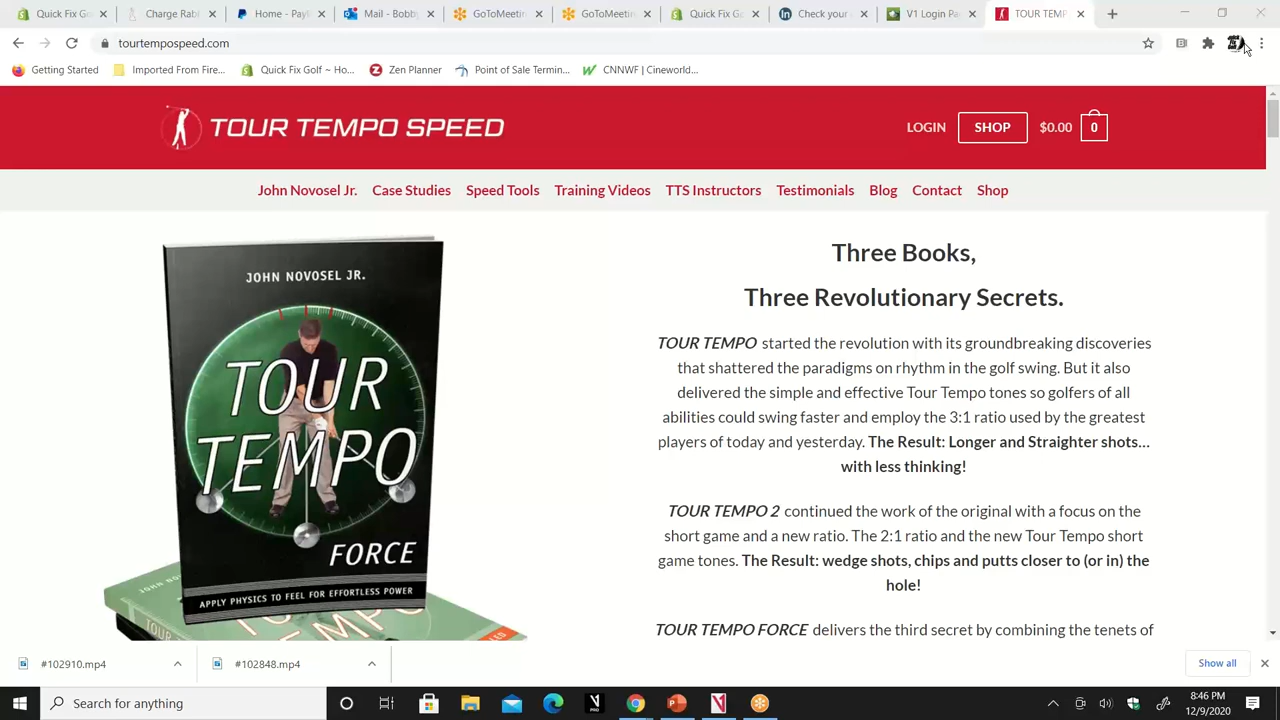 Quick Fix Go
Charge Rabi
Home - PayP
Mail - Bobby
GoToMeetin
GoToMeetin
Quick Fix Go
Check your
V1 Login Pa
TOUR TEMP
tourtempospeed.com
Getting Started
Imported From Fire...
Quick Fix Golf ~ Ho...
Zen Planner
Point of Sale Termin...
CNNWF | Cineworld...
TOUR TEMPO SPEED
LOGIN SHOP $0.00 0
John Novosel Jr. Case Studies Speed Tools Training Videos TTS Instructors Testimonials Blog Contact Shop
JOHN NOVOSEL JR.
TOUR
TEMPO
FORCE
APPLY PHYSICS TO FEEL FOR EFFORTLESS POWER
Three Books,
Three Revolutionary Secrets.
TOUR TEMPO started the revolution with its groundbreaking discoveries
that shattered the paradigms on rhythm in the golf swing. But it also
delivered the simple and effective Tour Tempo tones so golfers of all
abilities could swing faster and employ the 3:1 ratio used by the greatest
players of today and yesterday. The Result: Longer and Straighter shots…
with less thinking!
TOUR TEMPO 2 continued the work of the original with a focus on the
short game and a new ratio. The 2:1 ratio and the new Tour Tempo short
game tones. The Result: wedge shots, chips and putts closer to (or in) the
hole!
TOUR TEMPO FORCE delivers the third secret by combining the tenets of
#102910.mp4
#102848.mp4
Show all
Search for anything
8:46 PM
12/9/2020